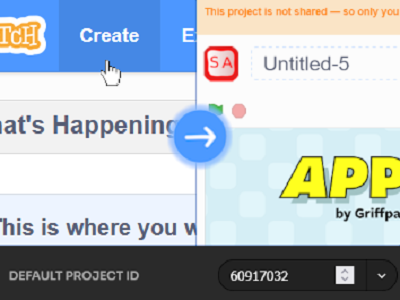 TCH
Create
E
This project is not shared — so only you
SA
Untitled-5
hat's Happening
APP
by Griffpa
This is where you w
DEFAULT PROJECT ID
60917032